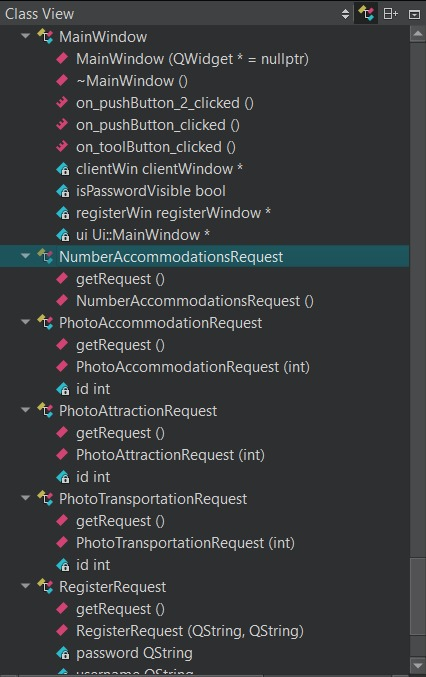 Class View
MainWindow
MainWindow (QWidget * = nullptr)
~MainWindow ()
on_pushButton_2_clicked ()
on_pushButton_clicked ()
on_toolButton_clicked ()
clientWin clientWindow *
isPasswordVisible bool
registerWin registerWindow *
ui Ui::MainWindow *
NumberAccommodationsRequest
getRequest ()
NumberAccommodationsRequest ()
PhotoAccommodationRequest
getRequest ()
PhotoAccommodationRequest (int)
id int
PhotoAttractionRequest
getRequest ()
PhotoAttractionRequest (int)
id int
PhotoTransportationRequest
getRequest ()
PhotoTransportationRequest (int)
id int
RegisterRequest
getRequest ()
RegisterRequest (QString, QString)
password QString
username QString